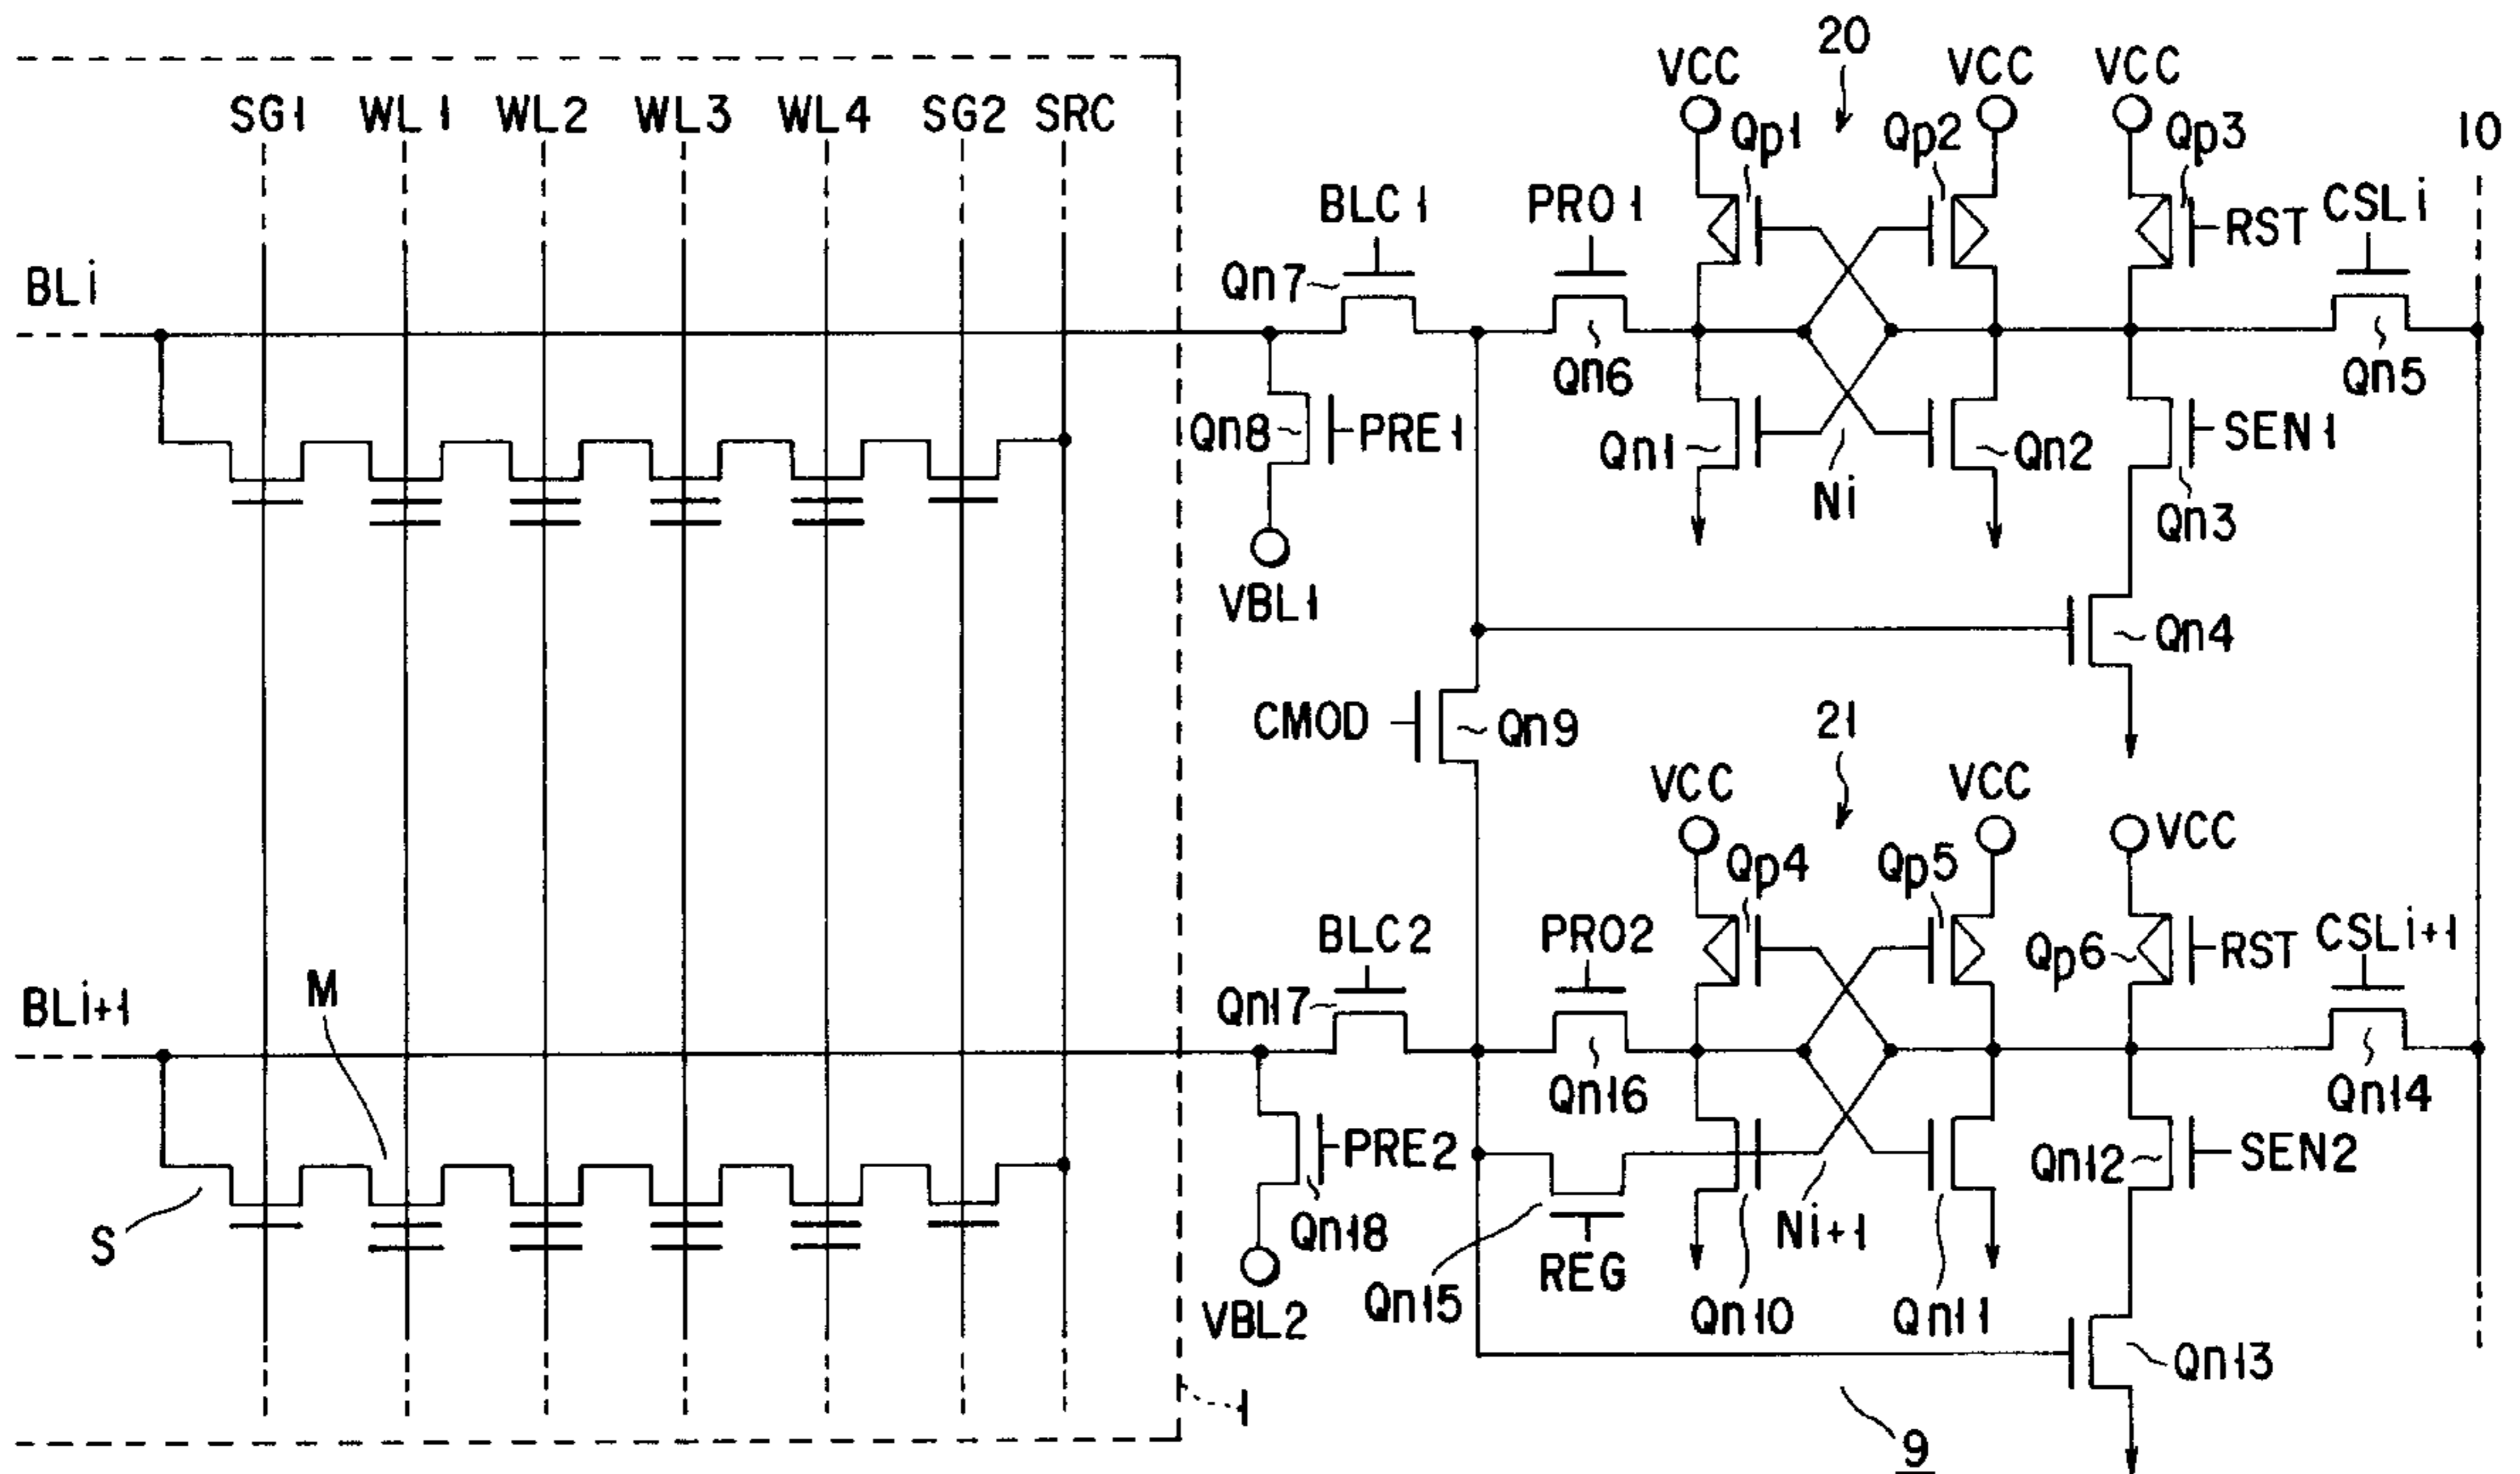 20
VCC VCC VCC
SG1 WL1 WL2 WL3 WL4 SG2 SRC
Qp1 Qp2 Qp3 10
BLC1 PRO1 RST CSLi
BLi Qn7
Qn6 Qn5
Qn8 PRE1 Qn1 Ni Qn2 SEN1
Qn3
VBL1
Qn4
CMOD Qn9 21
VCC VCC VCC
Qp4 Qp5
BLC2 PRO2 Qp6 RST CSLi+1
BLi+1 M Qn17
Qn16 Qn14
PRE2 Qn12 SEN2
S Qn18 REG Ni+1
VBL2 Qn15 Qn10 Qn11
Qn13
1
9